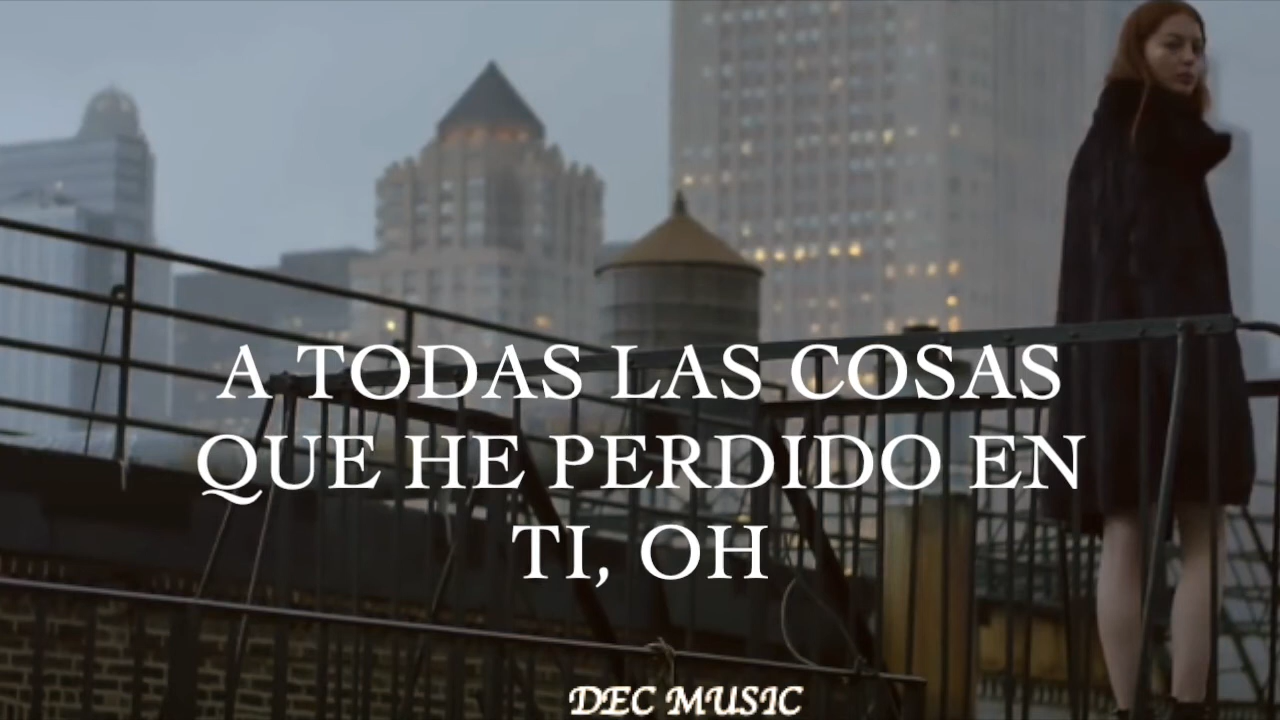 A TODAS LAS COSAS
QUE HE PERDIDO EN
TI, OH
DEC MUSIC